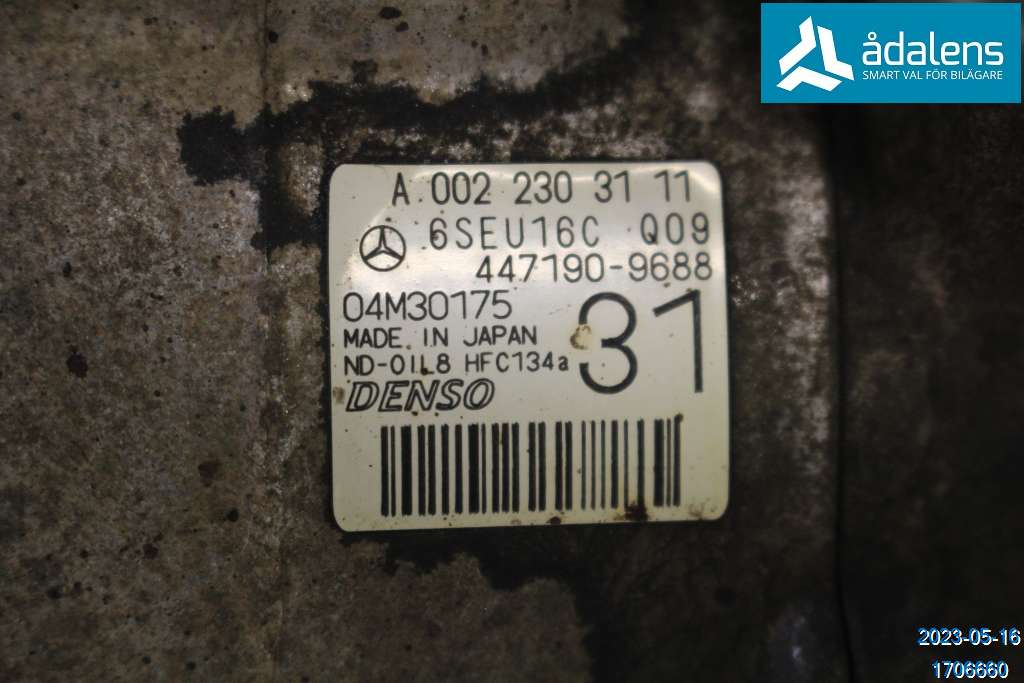 ådalens
SMART VAL FÖR BILÄGARE
A 002 230 31 11
6SEU16C Q09
447190-9688
04M30175
31
MADE IN JAPAN
ND-OIL8 HFC134a
DENSO
2023-05-16
1706660